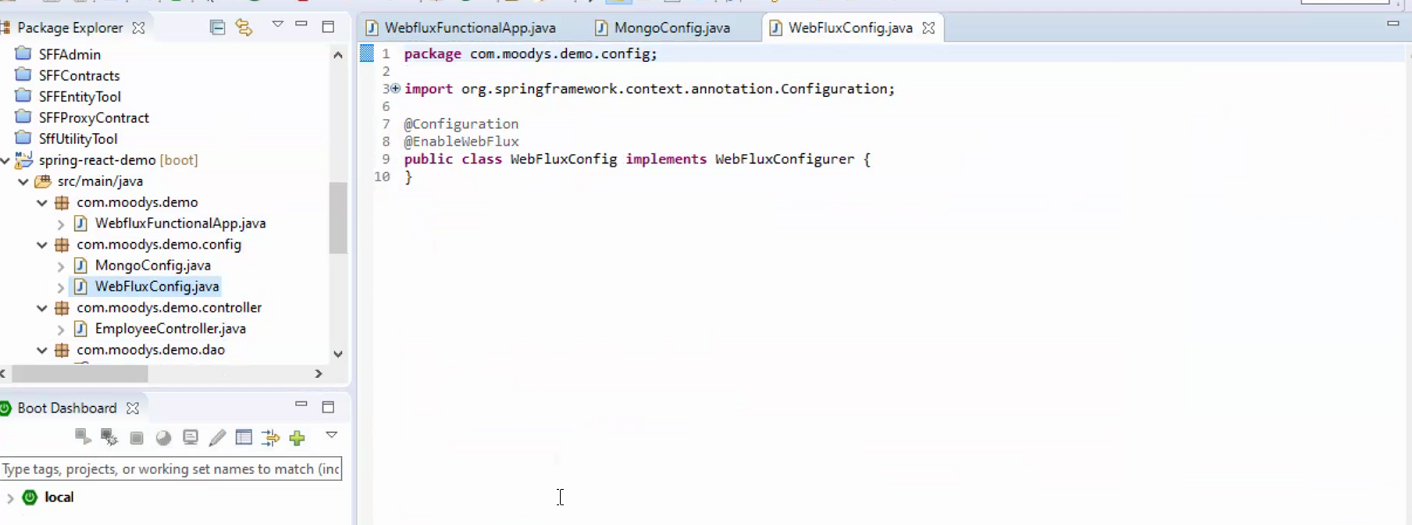 Package Explorer
SFFAdmin
SFFContracts
SFFEntityTool
SFFProxyContract
SffUtilityTool
spring-react-demo [boot]
src/main/java
com.moodys.demo
WebfluxFunctionalApp.java
com.moodys.demo.config
MongoConfig.java
WebFluxConfig.java
com.moodys.demo.controller
EmployeeController.java
com.moodys.demo.dao
Boot Dashboard
Type tags, projects, or working set names to match (inc
local
WebfluxFunctionalApp.java MongoConfig.java WebFluxConfig.java
1 package com.moodys.demo.config;
2
3 import org.springframework.context.annotation.Configuration;
6
7 @Configuration
8 @EnableWebFlux
9 public class WebFluxConfig implements WebFluxConfigurer {
10 }